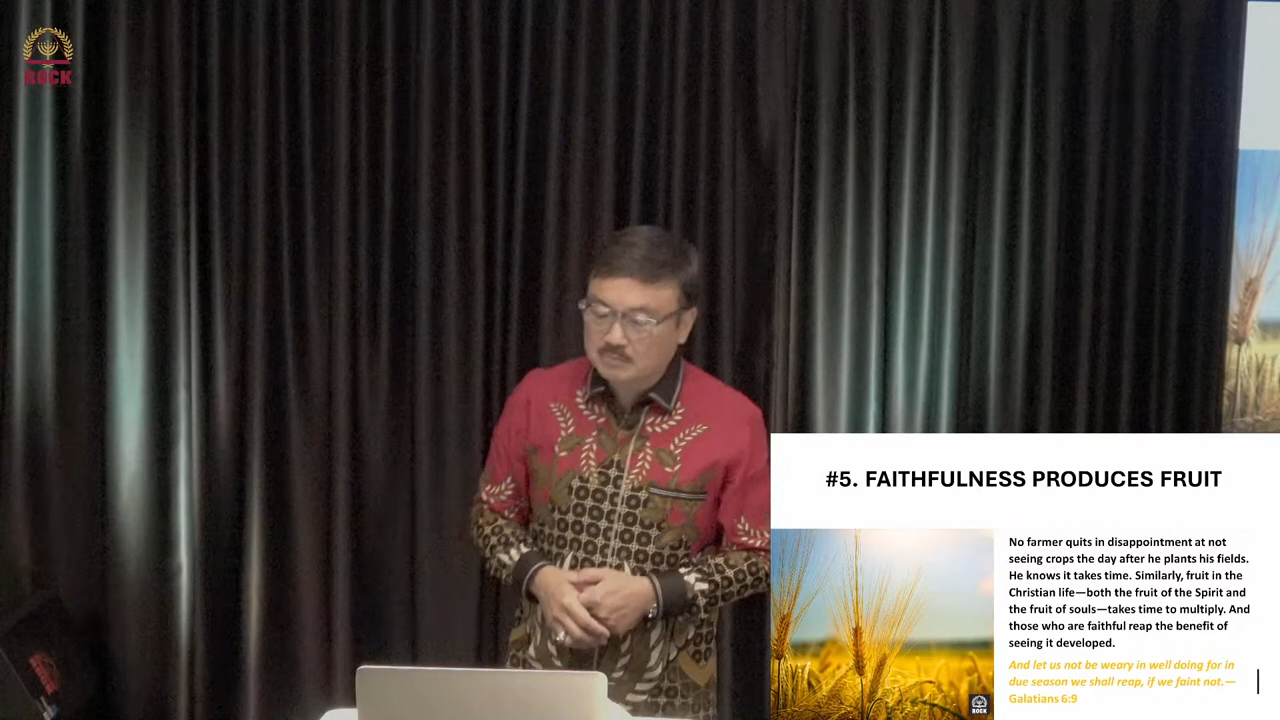 ROCK
#5. FAITHFULNESS PRODUCES FRUIT
No farmer quits in disappointment at not
seeing crops the day after he plants his fields.
He knows it takes time. Similarly, fruit in the
Christian life—both the fruit of the Spirit and
the fruit of souls—takes time to multiply. And
those who are faithful reap the benefit of
seeing it developed.
And let us not be weary in well doing for in
due season we shall reap, if we faint not.—
Galatians 6:9
ROCK